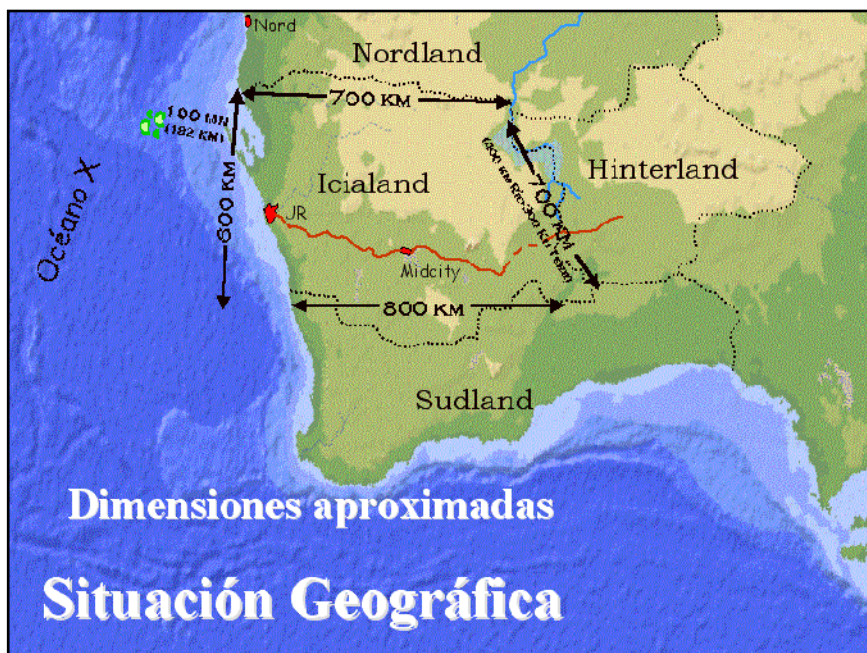 Nord
Nordland
700 KM
100 MN
(182 KM)
600 KM
Océano X
Icialand
Hinterland
700 KM
JR
Midcity
800 KM
Sudland
Dimensiones aproximadas
Situación Geográfica